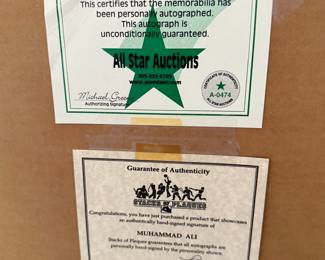 This certifies that the memorabilia has
been personally autographed.
This autograph is
unconditionally guaranteed.
All Star Auctions
Michael Gree
Authorizing Signature
CERTIFICATE OF AUTHENTICITY
A-0474
ALL STAR AUCTIONS
Guarantee of Authenticity
STACKS OF PLAQUES
Congratulations, you have just purchased a product that showcases
an authentically hand-signed signature of
MUHAMMAD ALI
Stacks of Plaques guarantees that all autographs are
personally hand-signed by the personality shown.